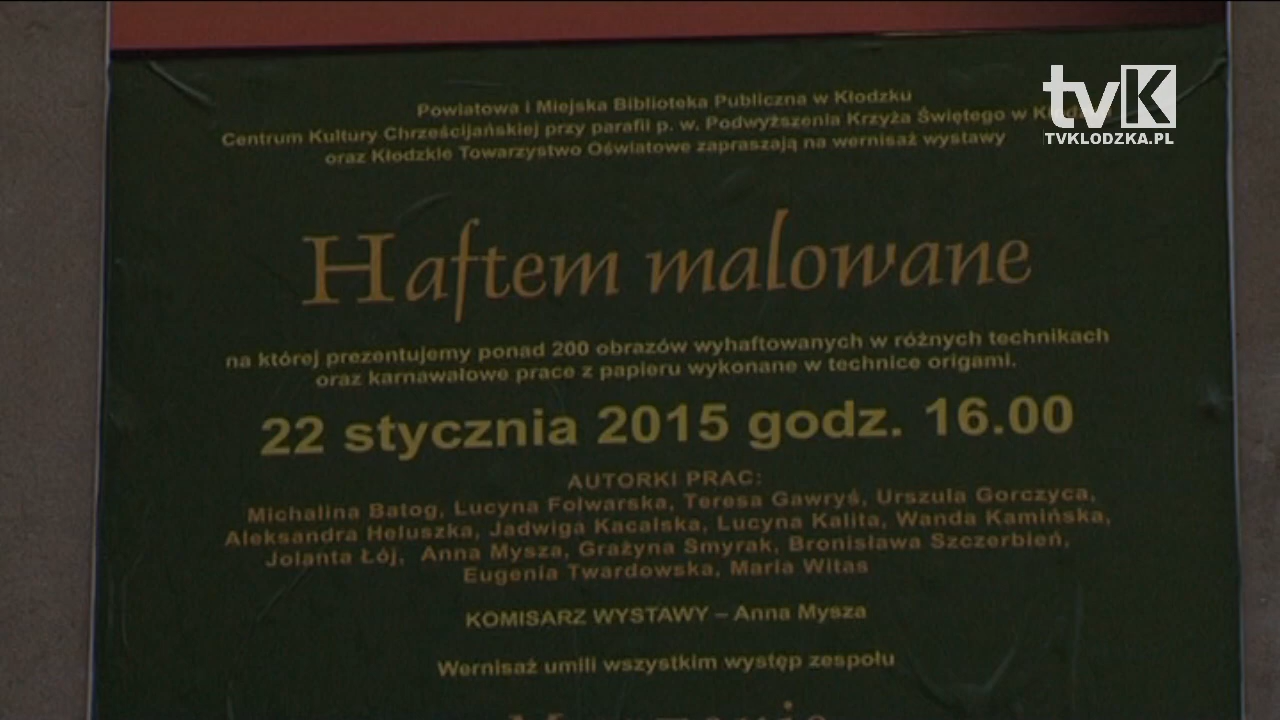 Powiatowa i Miejska Biblioteka Publiczna w Kłodzku
Centrum Kultury Chrześcijańskiej przy parafii p. w. Podwyższenia Krzyża Świętego w
oraz Kłodzkie Towarzystwo Oświatowe zapraszają na wernisaż wystawy
Haftem malowane
na której prezentujemy ponad 200 obrazów wyhaftowanych w różnych technikach
oraz karnawałowe prace z papieru wykonane w technice origami.
22 stycznia 2015 godz. 16.00
AUTORKI PRAC:
Michalina Batog, Lucyna Folwarska, Teresa Gawryś, Urszula Gorczyca,
Aleksandra Heluszka, Jadwiga Kacalska, Lucyna Kalita, Wanda Kamińska,
Jolanta Łój, Anna Mysza, Grażyna Smyrak, Bronisława Szczerbień,
Eugenia Twardowska, Maria Witas
KOMISARZ WYSTAWY – Anna Mysza
Wernisaż umili wszystkim występ zespołu
tvK
TVKLODZKA.PL